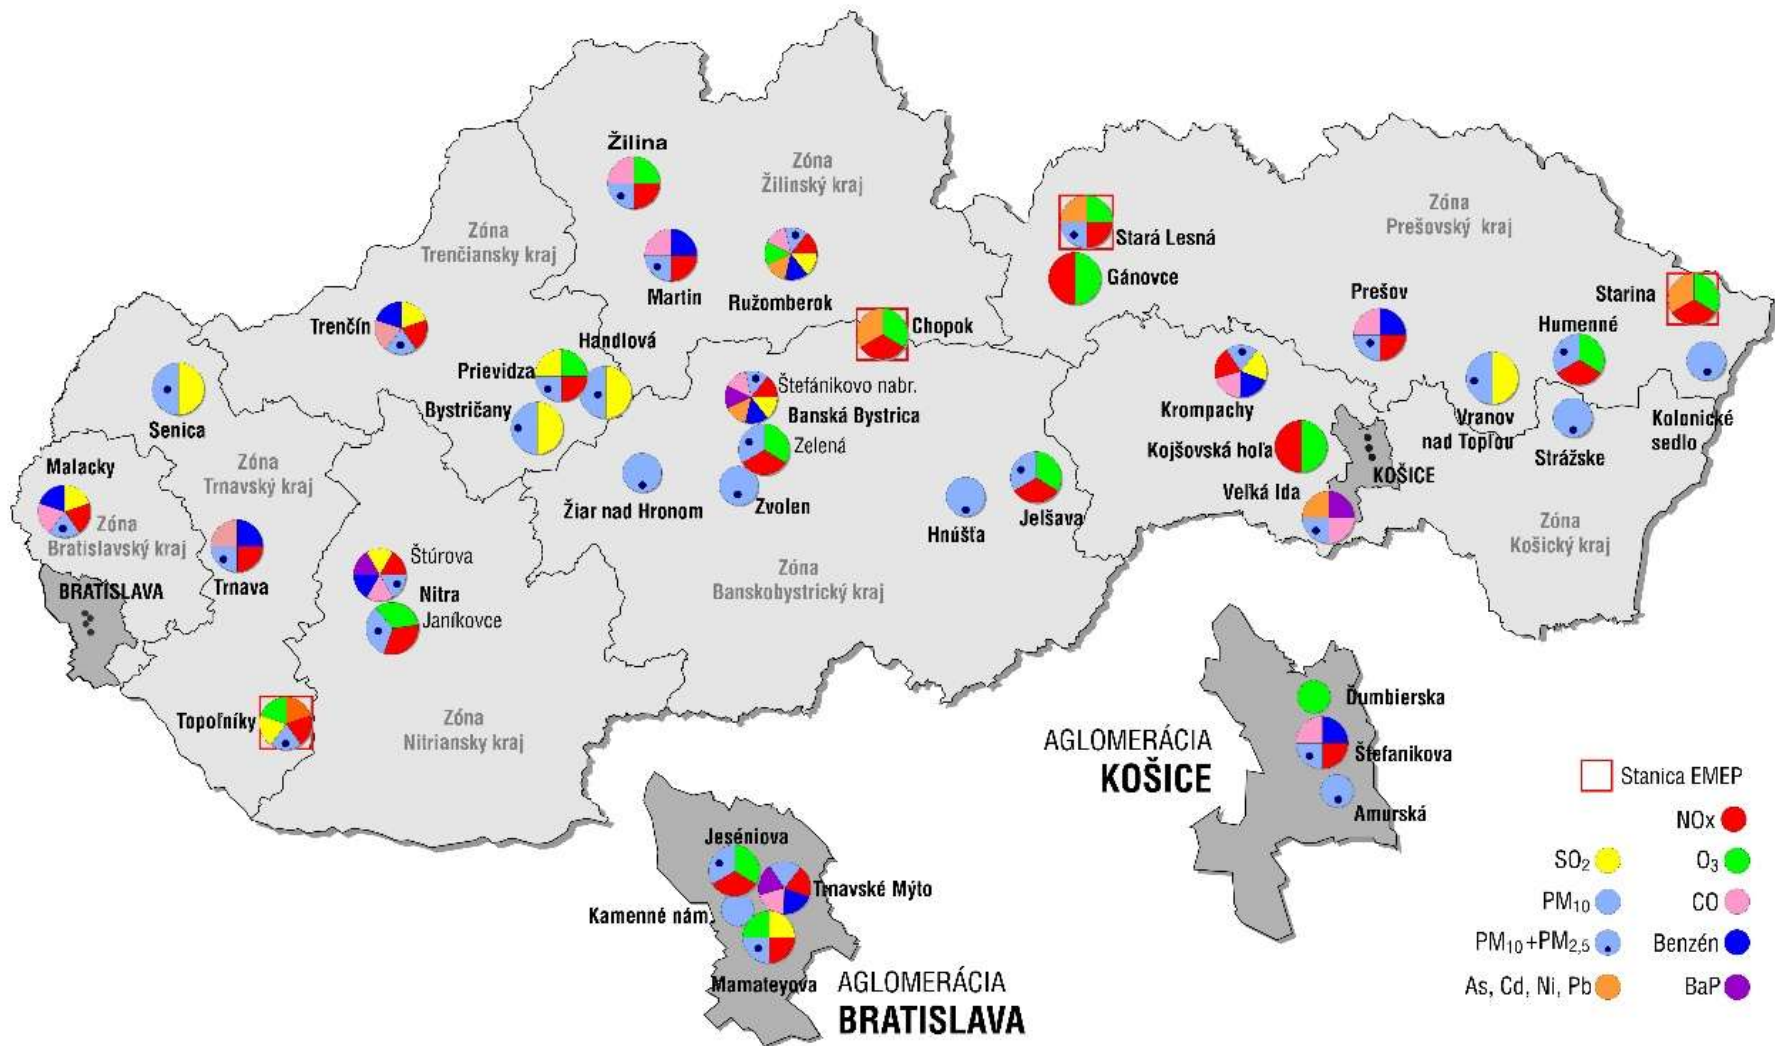 Žilina
Zóna
Žilinský kraj
Zóna
Trenčiansky kraj
Martin
Ružomberok
Stará Lesná
Gánovce
Zóna
Prešovský kraj
Prešov
Starina
Humenné
Trenčín
Handlová
Chopok
Prievidza
Bystričany
Štefánikovo nabr.
Banská Bystrica
Zelená
Senica
Krompachy
Vranov
nad Topľou
Kolonické
sedlo
Strážske
Kojšovská hoľa
KOŠICE
Malacky
Zóna
Trnavský kraj
Zóna
Bratislavský kraj
Žiar nad Hronom
Zvolen
Hnúšťa
Jelšava
Veľká Ida
Zóna
Košický kraj
BRATISLAVA
Trnava
Štúrova
Nitra
Janíkovce
Zóna
Banskobystrický kraj
Topoľníky
Zóna
Nitriansky kraj
AGLOMERÁCIA
KOŠICE
Ďumbierska
Štefanikova
Amurská
Jeséniova
Trnavské Mýto
Kamenné nám.
Mamateyova
AGLOMERÁCIA
BRATISLAVA
Stanica EMEP
NOx
SO₂
O₃
PM₁₀
CO
PM₁₀+PM₂,₅
Benzén
As, Cd, Ni, Pb
BaP